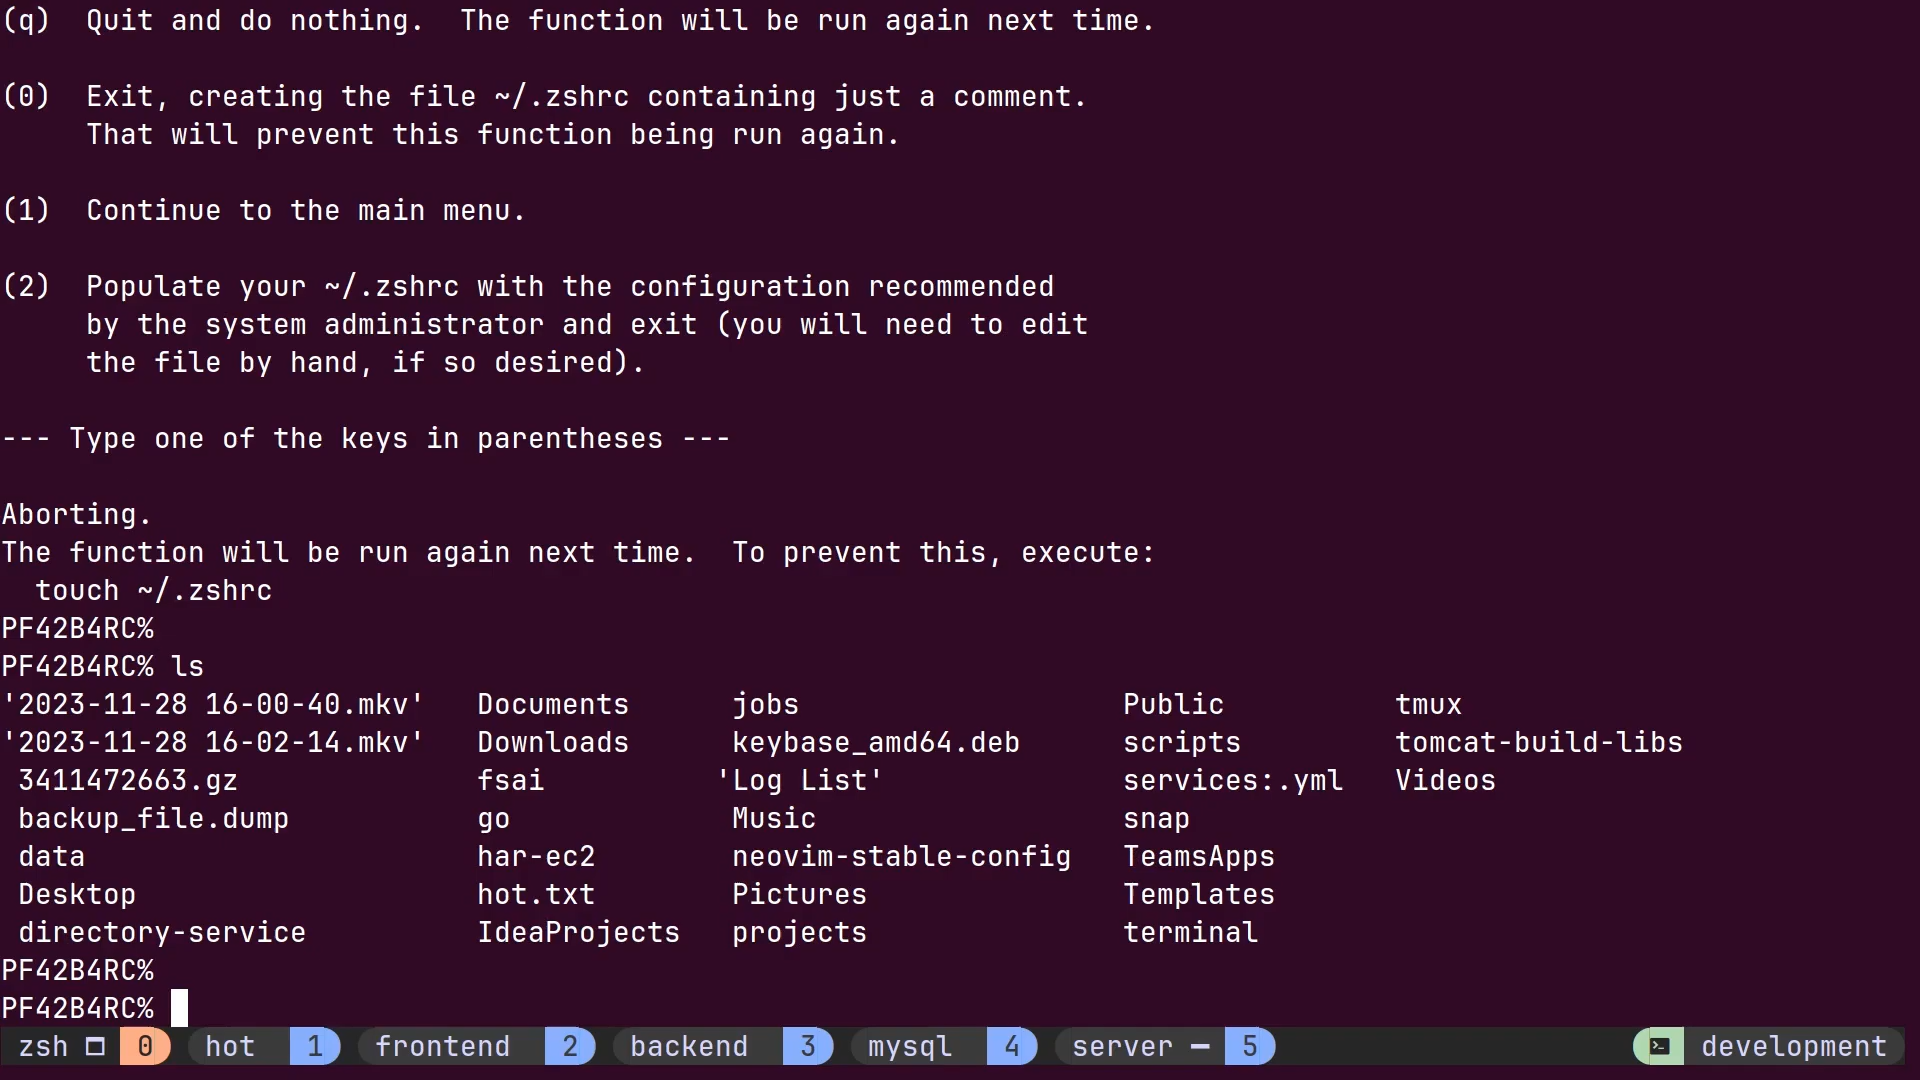 (q)  Quit and do nothing.  The function will be run again next time.
(0)  Exit, creating the file ~/.zshrc containing just a comment.
     That will prevent this function being run again.
(1)  Continue to the main menu.
(2)  Populate your ~/.zshrc with the configuration recommended
     by the system administrator and exit (you will need to edit
     the file by hand, if so desired).
--- Type one of the keys in parentheses ---
Aborting.
The function will be run again next time.  To prevent this, execute:
  touch ~/.zshrc
PF42B4RC%
PF42B4RC% ls
'2023-11-28 16-00-40.mkv'   Documents      jobs                   Public         tmux
'2023-11-28 16-02-14.mkv'   Downloads      keybase_amd64.deb      scripts         tomcat-build-libs
 3411472663.gz              fsai          'Log List'              services:.yml   Videos
 backup_file.dump           go             Music                  snap
 data                       har-ec2        neovim-stable-config   TeamsApps
 Desktop                    hot.txt        Pictures               Templates
 directory-service          IdeaProjects   projects               terminal
PF42B4RC%
PF42B4RC%
zsh 0 hot 1 frontend 2 backend 3 mysql 4 server - 5 development